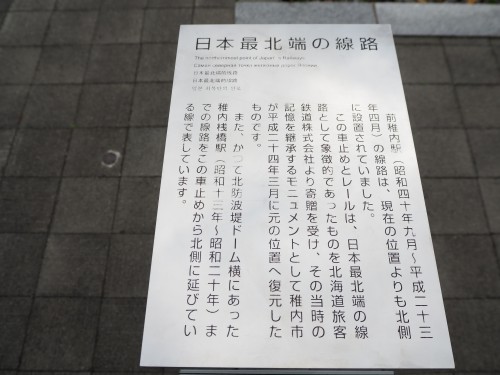 日本最北端の線路
The northernmost point of Japan's Railways.
日本最北端的线路
前稚内駅（昭和四十年九月〜平成二十三
年四月）の線路は、現在の位置よりも北側
に設置されていました。
この車止めとレールは、日本最北端の線
路として象徴的であったものを北海道旅客
鉄道株式会社より寄贈を受け、その当時の
記憶を継承するモニュメントとして稚内市
が平成二十四年三月に元の位置へ復元した
ものです。
また、かつて北防波堤ドーム横にあった
稚内桟橋駅（昭和十三年〜昭和二十年）ま
での線路をこの車止めから北側に延びてい
る線で表しています。